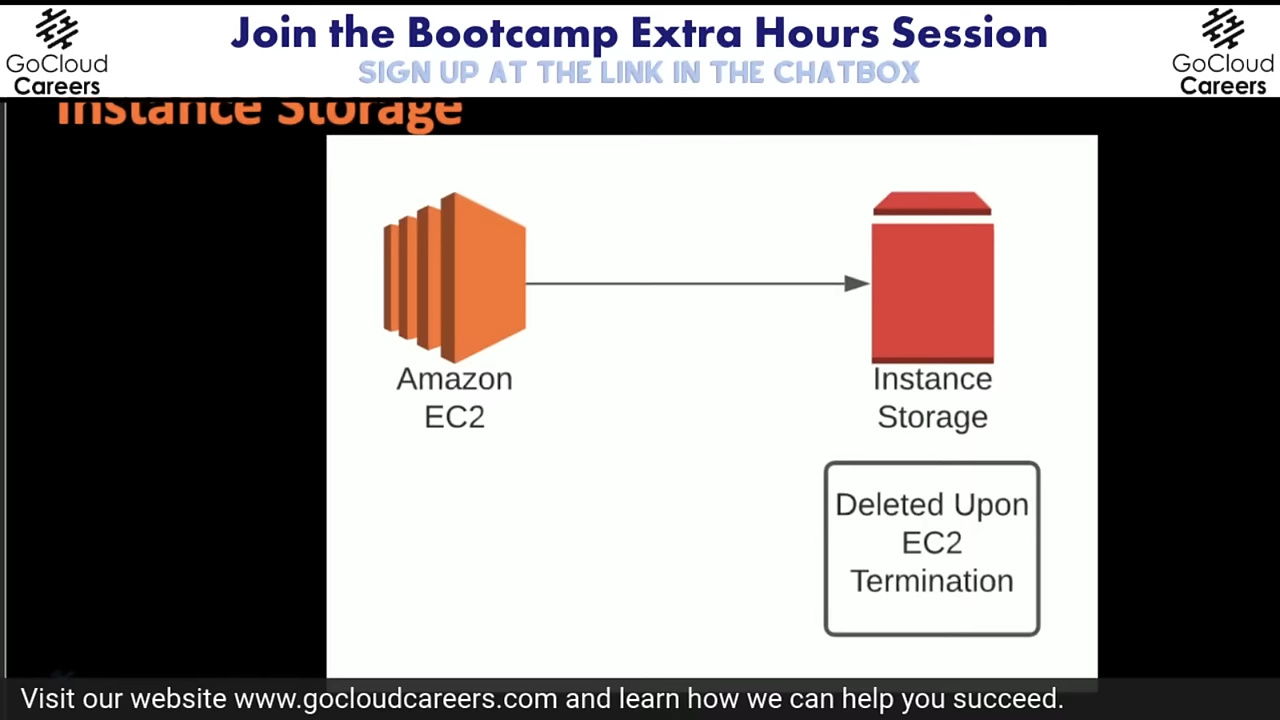 Join the Bootcamp Extra Hours Session
SIGN UP AT THE LINK IN THE CHATBOX
GoCloud
Careers
GoCloud
Careers
Instance Storage
Amazon
EC2
Instance
Storage
Deleted Upon
EC2
Termination
Visit our website www.gocloudcareers.com and learn how we can help you succeed.